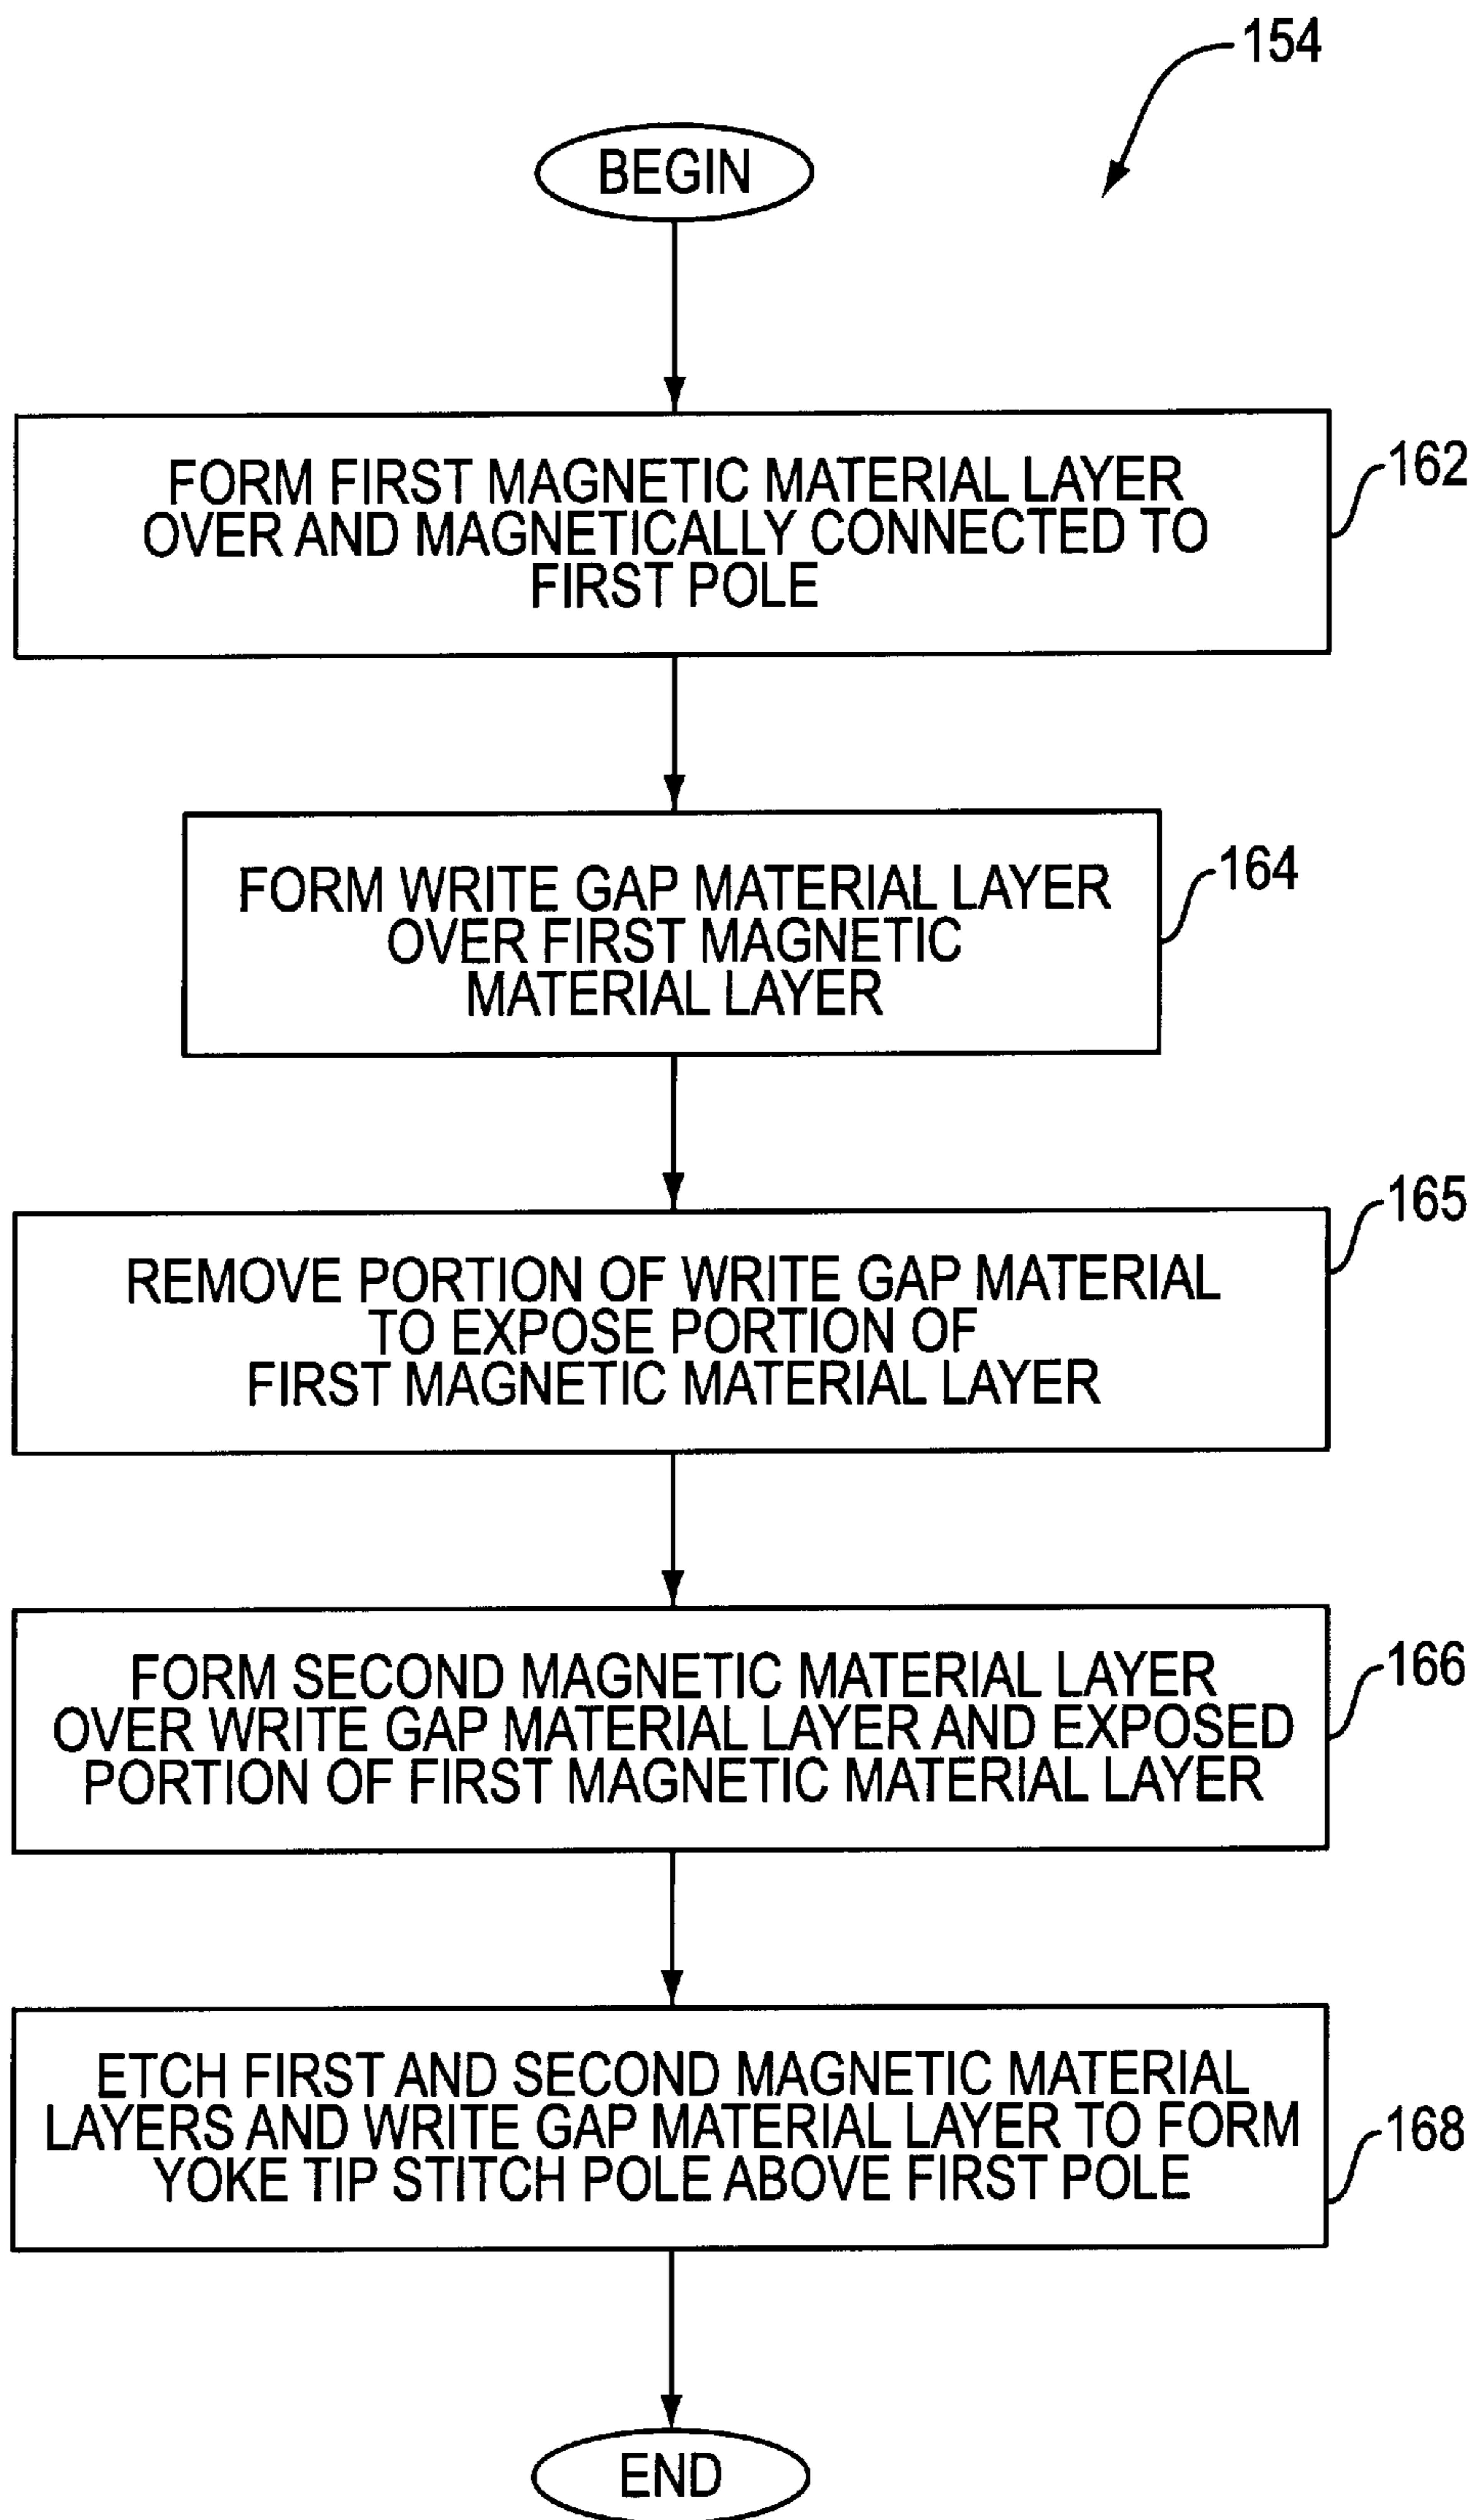 154
BEGIN
FORM FIRST MAGNETIC MATERIAL LAYER
OVER AND MAGNETICALLY CONNECTED TO
FIRST POLE
162
FORM WRITE GAP MATERIAL LAYER
OVER FIRST MAGNETIC
MATERIAL LAYER
164
REMOVE PORTION OF WRITE GAP MATERIAL
TO EXPOSE PORTION OF
FIRST MAGNETIC MATERIAL LAYER
165
FORM SECOND MAGNETIC MATERIAL LAYER
OVER WRITE GAP MATERIAL LAYER AND EXPOSED
PORTION OF FIRST MAGNETIC MATERIAL LAYER
166
ETCH FIRST AND SECOND MAGNETIC MATERIAL
LAYERS AND WRITE GAP MATERIAL LAYER TO FORM
YOKE TIP STITCH POLE ABOVE FIRST POLE
168
END